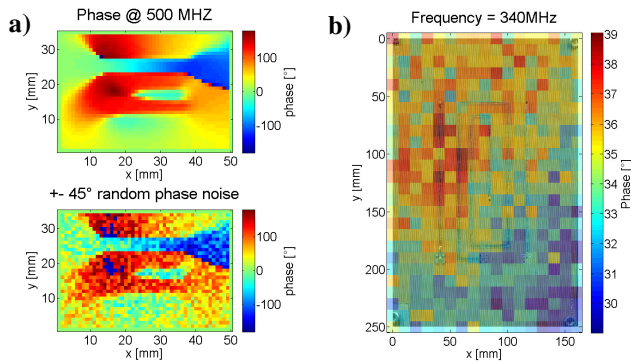 a)
Phase @ 500 MHZ
30
20
10
y [mm]
10 20 30 40 50
x [mm]
100
0
-100
phase [°]
+- 45° random phase noise
30
20
10
y [mm]
10 20 30 40 50
x [mm]
100
0
-100
phase [°]
b)
Frequency = 340MHz
0
50
100
150
200
250
y [mm]
0 50 100 150
x [mm]
39
38
37
36
35
34
33
32
31
30
Phase [°]